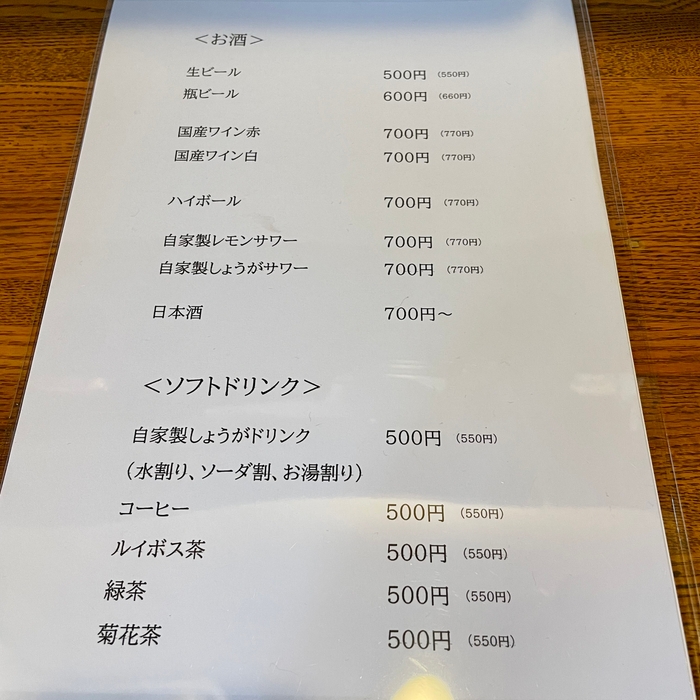 ＜お酒＞
生ビール 500円 (550円)
瓶ビール 600円 (660円)
国産ワイン赤 700円 (770円)
国産ワイン白 700円 (770円)
ハイボール 700円 (770円)
自家製レモンサワー 700円 (770円)
自家製しょうがサワー 700円 (770円)
日本酒 700円～
＜ソフトドリンク＞
自家製しょうがドリンク 500円 (550円)
（水割り、ソーダ割、お湯割り）
コーヒー 500円 (550円)
ルイボス茶 500円 (550円)
緑茶 500円 (550円)
菊花茶 500円 (550円)